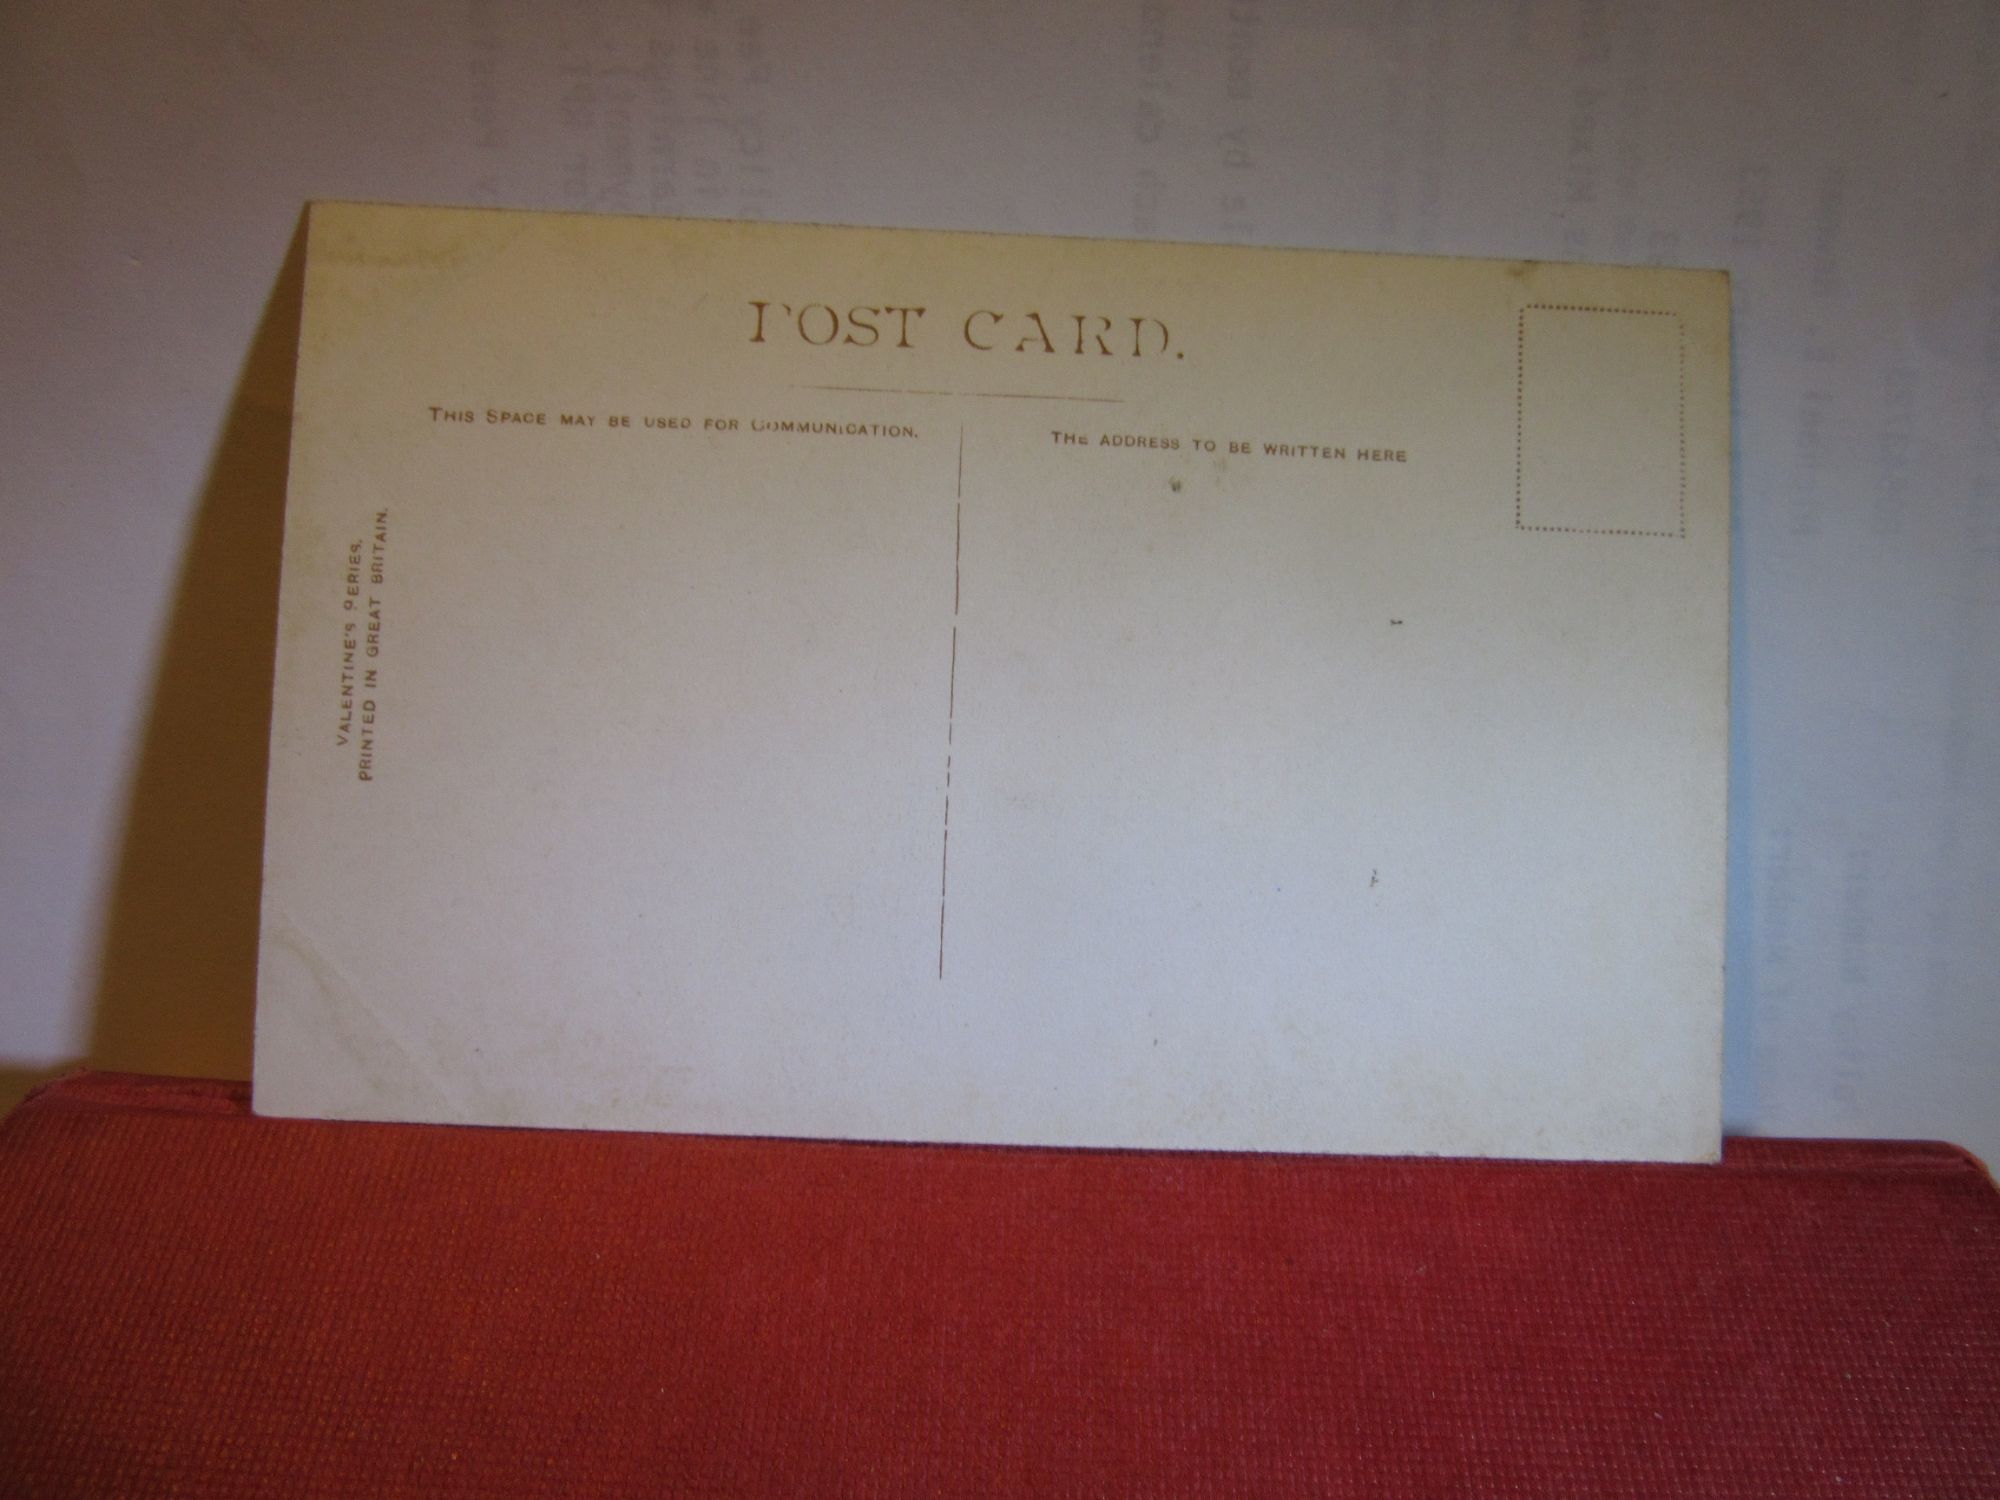 POST CARD.
THIS SPACE MAY BE USED FOR COMMUNICATION.
THE ADDRESS TO BE WRITTEN HERE
VALENTINE'S SERIES.
PRINTED IN GREAT BRITAIN.